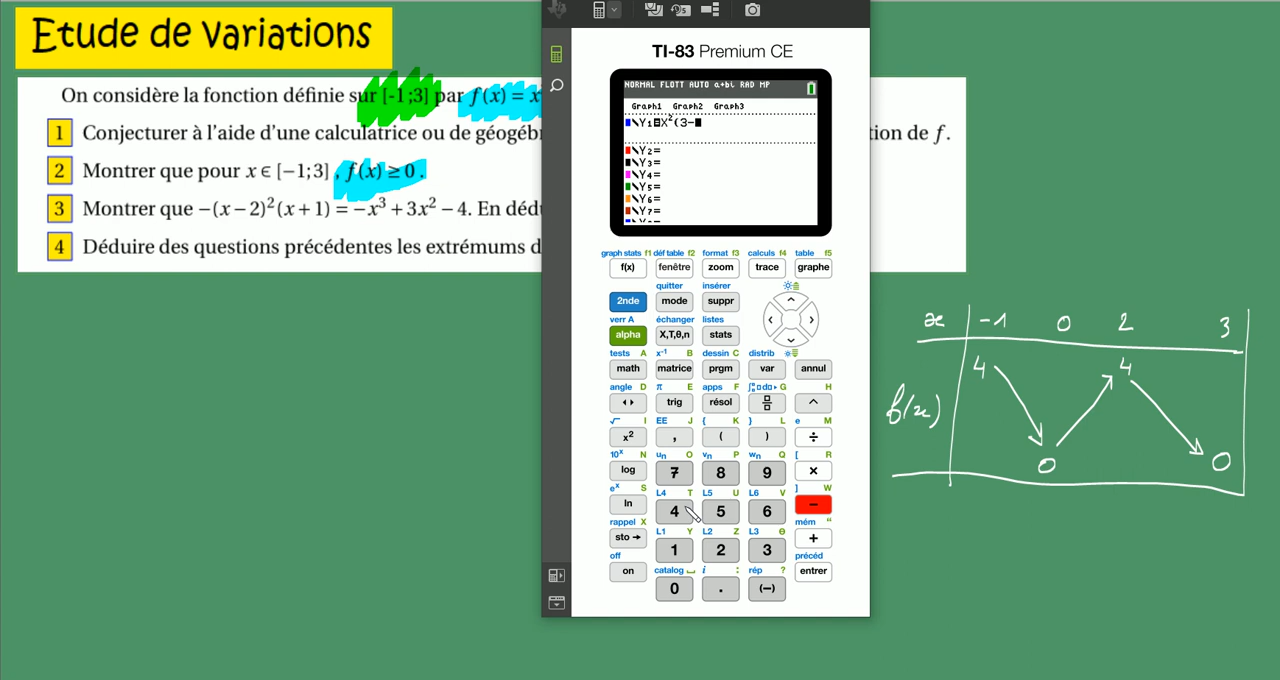 Etude de Variations
On considère la fonction définie sur [-1;3] par f(x) = x
1 Conjecturer à l'aide d'une calculatrice ou de géogéb
tion de f.
2 Montrer que pour x ∈ [−1;3], f(x) ≥ 0.
3 Montrer que −(x − 2)²(x + 1) = −x³ + 3x² − 4. En dédu
4 Déduire des questions précédentes les extrémums d
TI-83 Premium CE
NORMAL FLOTT AUTO a+bi RAD MP
Graph1 Graph2 Graph3
\Y1=X²(3-
\Y2=
\Y3=
\Y4=
\Y5=
\Y6=
\Y7=
graph stats f1 déf table f2 format f3 calculs f4 table f5
f(x) fenêtre zoom trace graphe
quitter insérer
2nde mode suppr
verr A échanger listes
alpha X,T,θ,n stats
tests A x⁻¹ B dessin C distrib
math matrice prgm var annul
angle D π E apps F G H
trig résol ^
√ I EE J { K } L e M
x² , ( ) ÷
10ˣ N uₙ O vₙ P wₙ Q [ R
log 7 8 9 ×
eˣ S L4 T L5 U L6 V ] W
ln 4 5 6 −
rappel X L1 Y L2 Z L3 θ mém "
sto → 1 2 3 +
off catalog i : rép ? précéd
on 0 . (−) entrer
x -1 0 2 3
f(x) 4 0 4 0